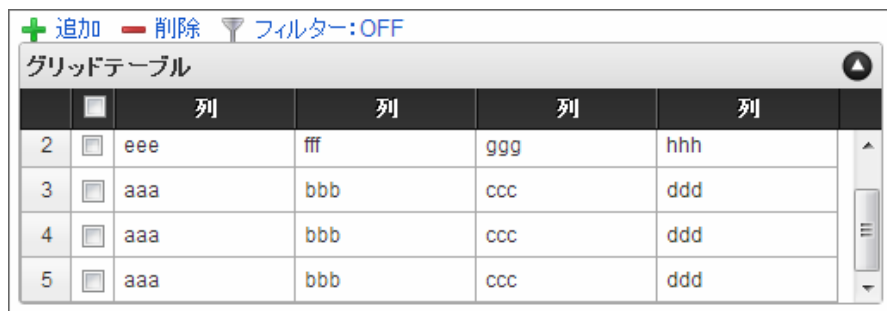 追加 削除 フィルター:OFF
グリッドテーブル
列 列 列 列
2 eee fff ggg hhh
3 aaa bbb ccc ddd
4 aaa bbb ccc ddd
5 aaa bbb ccc ddd